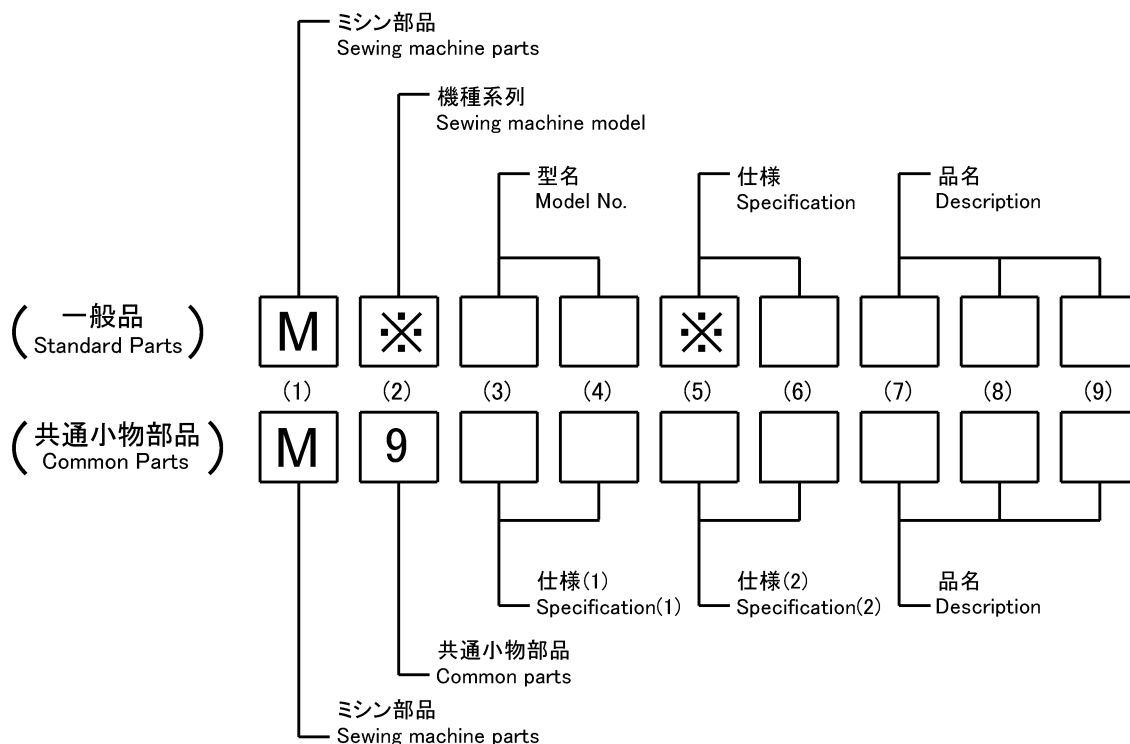 ミシン部品
Sewing machine parts
機種系列
Sewing machine model
型名
Model No.
仕様
Specification
品名
Description
一般品
Standard Parts
M ※ ※
(1) (2) (3) (4) (5) (6) (7) (8) (9)
共通小物部品
Common Parts
M 9
仕様(1)
Specification(1)
仕様(2)
Specification(2)
品名
Description
共通小物部品
Common parts
ミシン部品
Sewing machine parts